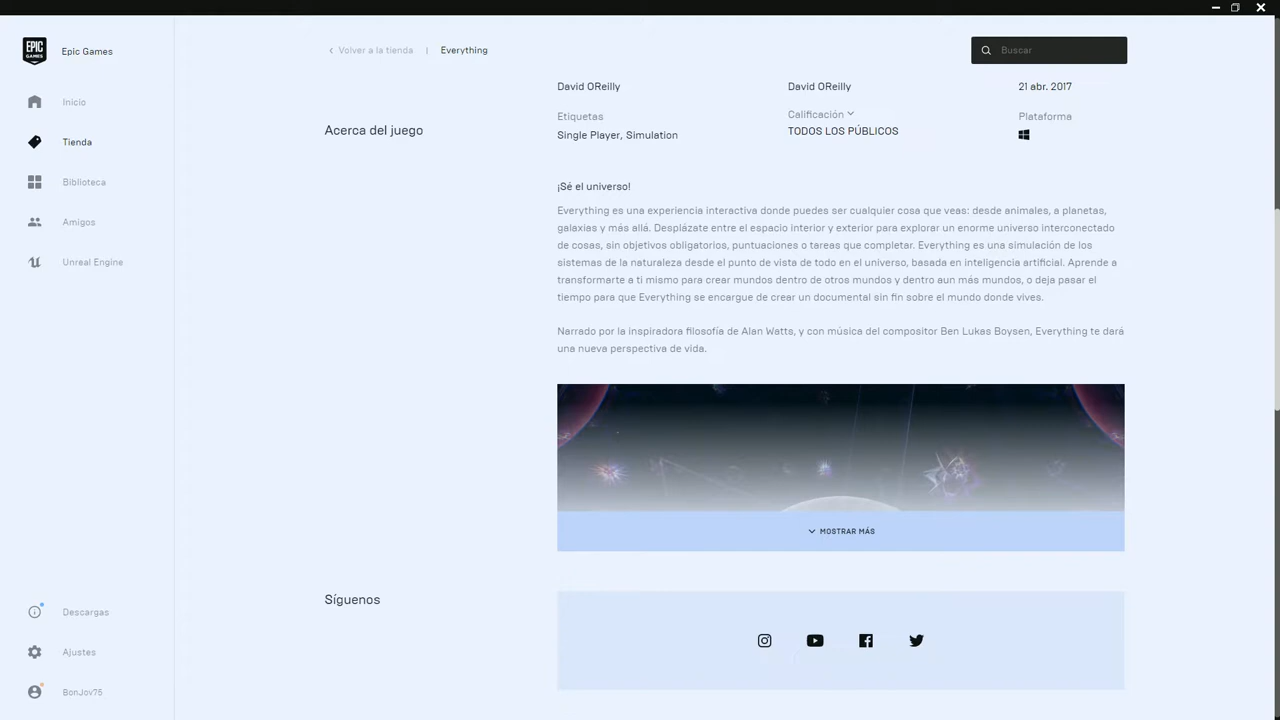 EPIC GAMES
Epic Games
Inicio
Tienda
Biblioteca
Amigos
Unreal Engine
Descargas
Ajustes
BonJov75
Volver a la tienda | Everything
Buscar
David OReilly
David OReilly
21 abr. 2017
Acerca del juego
Etiquetas
Single Player, Simulation
Calificación
TODOS LOS PÚBLICOS
Plataforma
¡Sé el universo!
Everything es una experiencia interactiva donde puedes ser cualquier cosa que veas: desde animales, a planetas,
galaxias y más allá. Desplázate entre el espacio interior y exterior para explorar un enorme universo interconectado
de cosas, sin objetivos obligatorios, puntuaciones o tareas que completar. Everything es una simulación de los
sistemas de la naturaleza desde el punto de vista de todo en el universo, basada en inteligencia artificial. Aprende a
transformarte a ti mismo para crear mundos dentro de otros mundos y dentro aun más mundos, o deja pasar el
tiempo para que Everything se encargue de crear un documental sin fin sobre el mundo donde vives.
Narrado por la inspiradora filosofía de Alan Watts, y con música del compositor Ben Lukas Boysen, Everything te dará
una nueva perspectiva de vida.
MOSTRAR MÁS
Síguenos